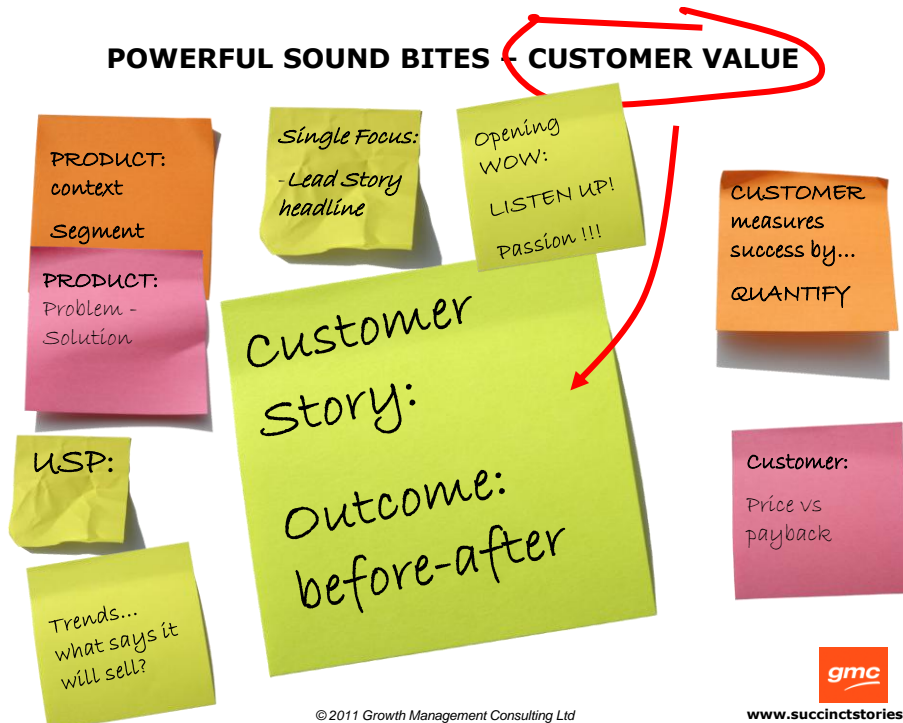 POWERFUL SOUND BITES – CUSTOMER VALUE
PRODUCT:
context
Segment
PRODUCT:
Problem -
Solution
USP:
Trends...
what says it
will sell?
Single Focus:
- Lead Story
headline
Opening
WOW:
LISTEN UP!
Passion !!!
Customer
Story:
Outcome:
before-after
CUSTOMER
measures
success by...
QUANTIFY
Customer:
Price vs
payback
gmc
© 2011 Growth Management Consulting Ltd
www.succinctstories